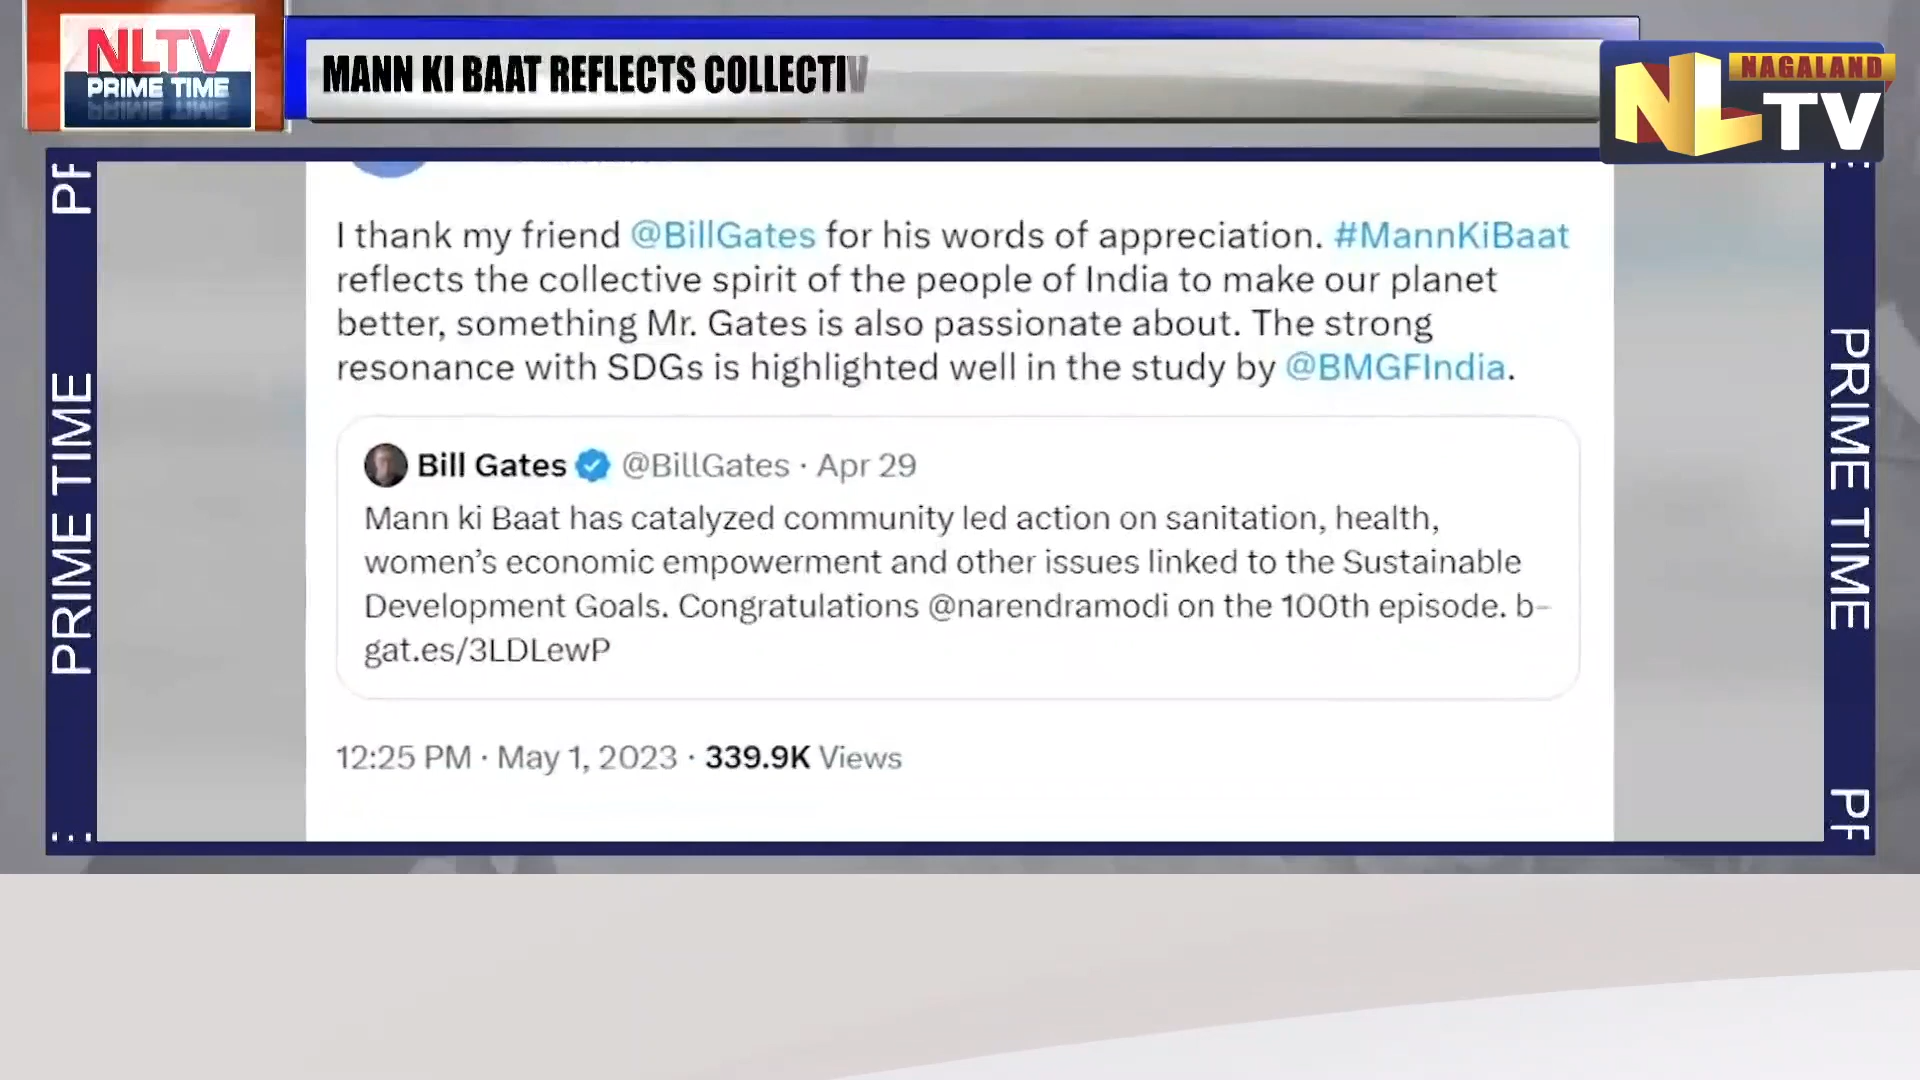 NLTV
PRIME TIME
MANN KI BAAT REFLECTS COLLECTIV
NAGALAND
NLTV
I thank my friend @BillGates for his words of appreciation. #MannKiBaat
reflects the collective spirit of the people of India to make our planet
better, something Mr. Gates is also passionate about. The strong
resonance with SDGs is highlighted well in the study by @BMGFIndia.
Bill Gates @BillGates · Apr 29
Mann ki Baat has catalyzed community led action on sanitation, health,
women’s economic empowerment and other issues linked to the Sustainable
Development Goals. Congratulations @narendramodi on the 100th episode. b-
gat.es/3LDLewP
12:25 PM · May 1, 2023 · 339.9K Views
PRIME TIME
PRIME TIME